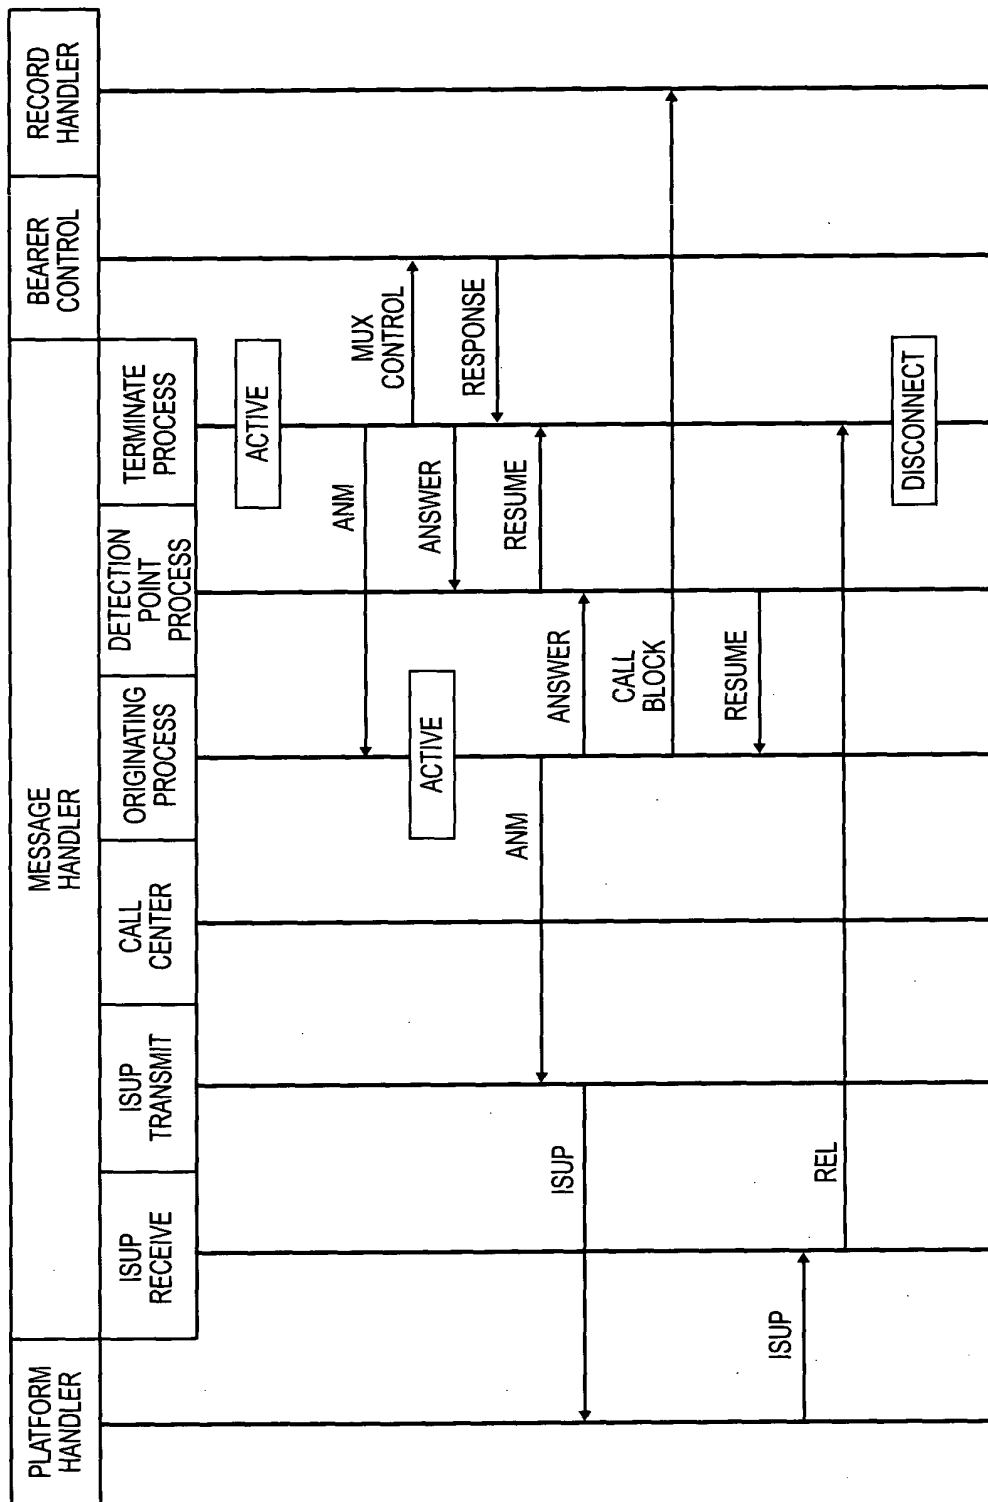 PLATFORM
HANDLER
MESSAGE
HANDLER
BEARER
CONTROL
RECORD
HANDLER
ISUP
RECEIVE
ISUP
TRANSMIT
CALL
CENTER
ORIGINATING
PROCESS
DETECTION
POINT
PROCESS
TERMINATE
PROCESS
ACTIVE
ANM
MUX
CONTROL
ACTIVE
ANSWER
RESPONSE
ANM
RESUME
ISUP
ANSWER
CALL
BLOCK
RESUME
ISUP
REL
DISCONNECT